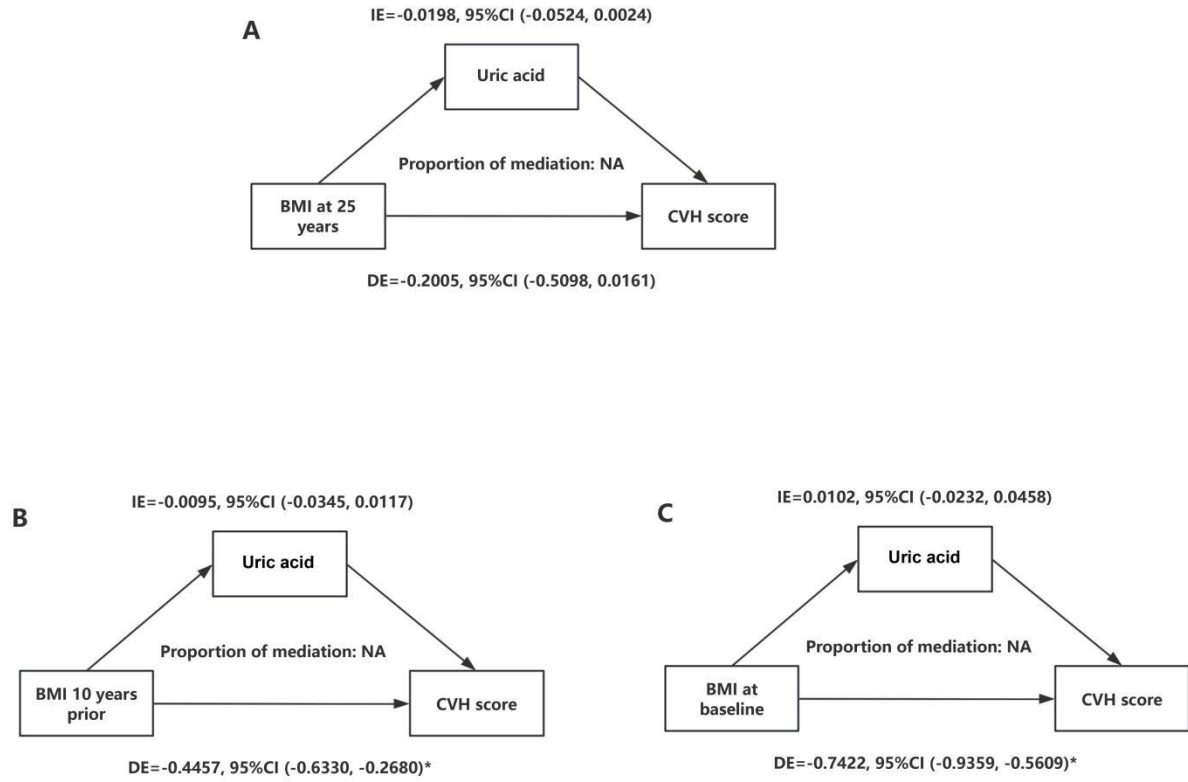 A
IE=-0.0198, 95%CI (-0.0524, 0.0024)
Uric acid
Proportion of mediation: NA
BMI at 25
years
CVH score
DE=-0.2005, 95%CI (-0.5098, 0.0161)
B
IE=-0.0095, 95%CI (-0.0345, 0.0117)
Uric acid
Proportion of mediation: NA
BMI 10 years
prior
CVH score
DE=-0.4457, 95%CI (-0.6330, -0.2680)*
C
IE=0.0102, 95%CI (-0.0232, 0.0458)
Uric acid
Proportion of mediation: NA
BMI at
baseline
CVH score
DE=-0.7422, 95%CI (-0.9359, -0.5609)*